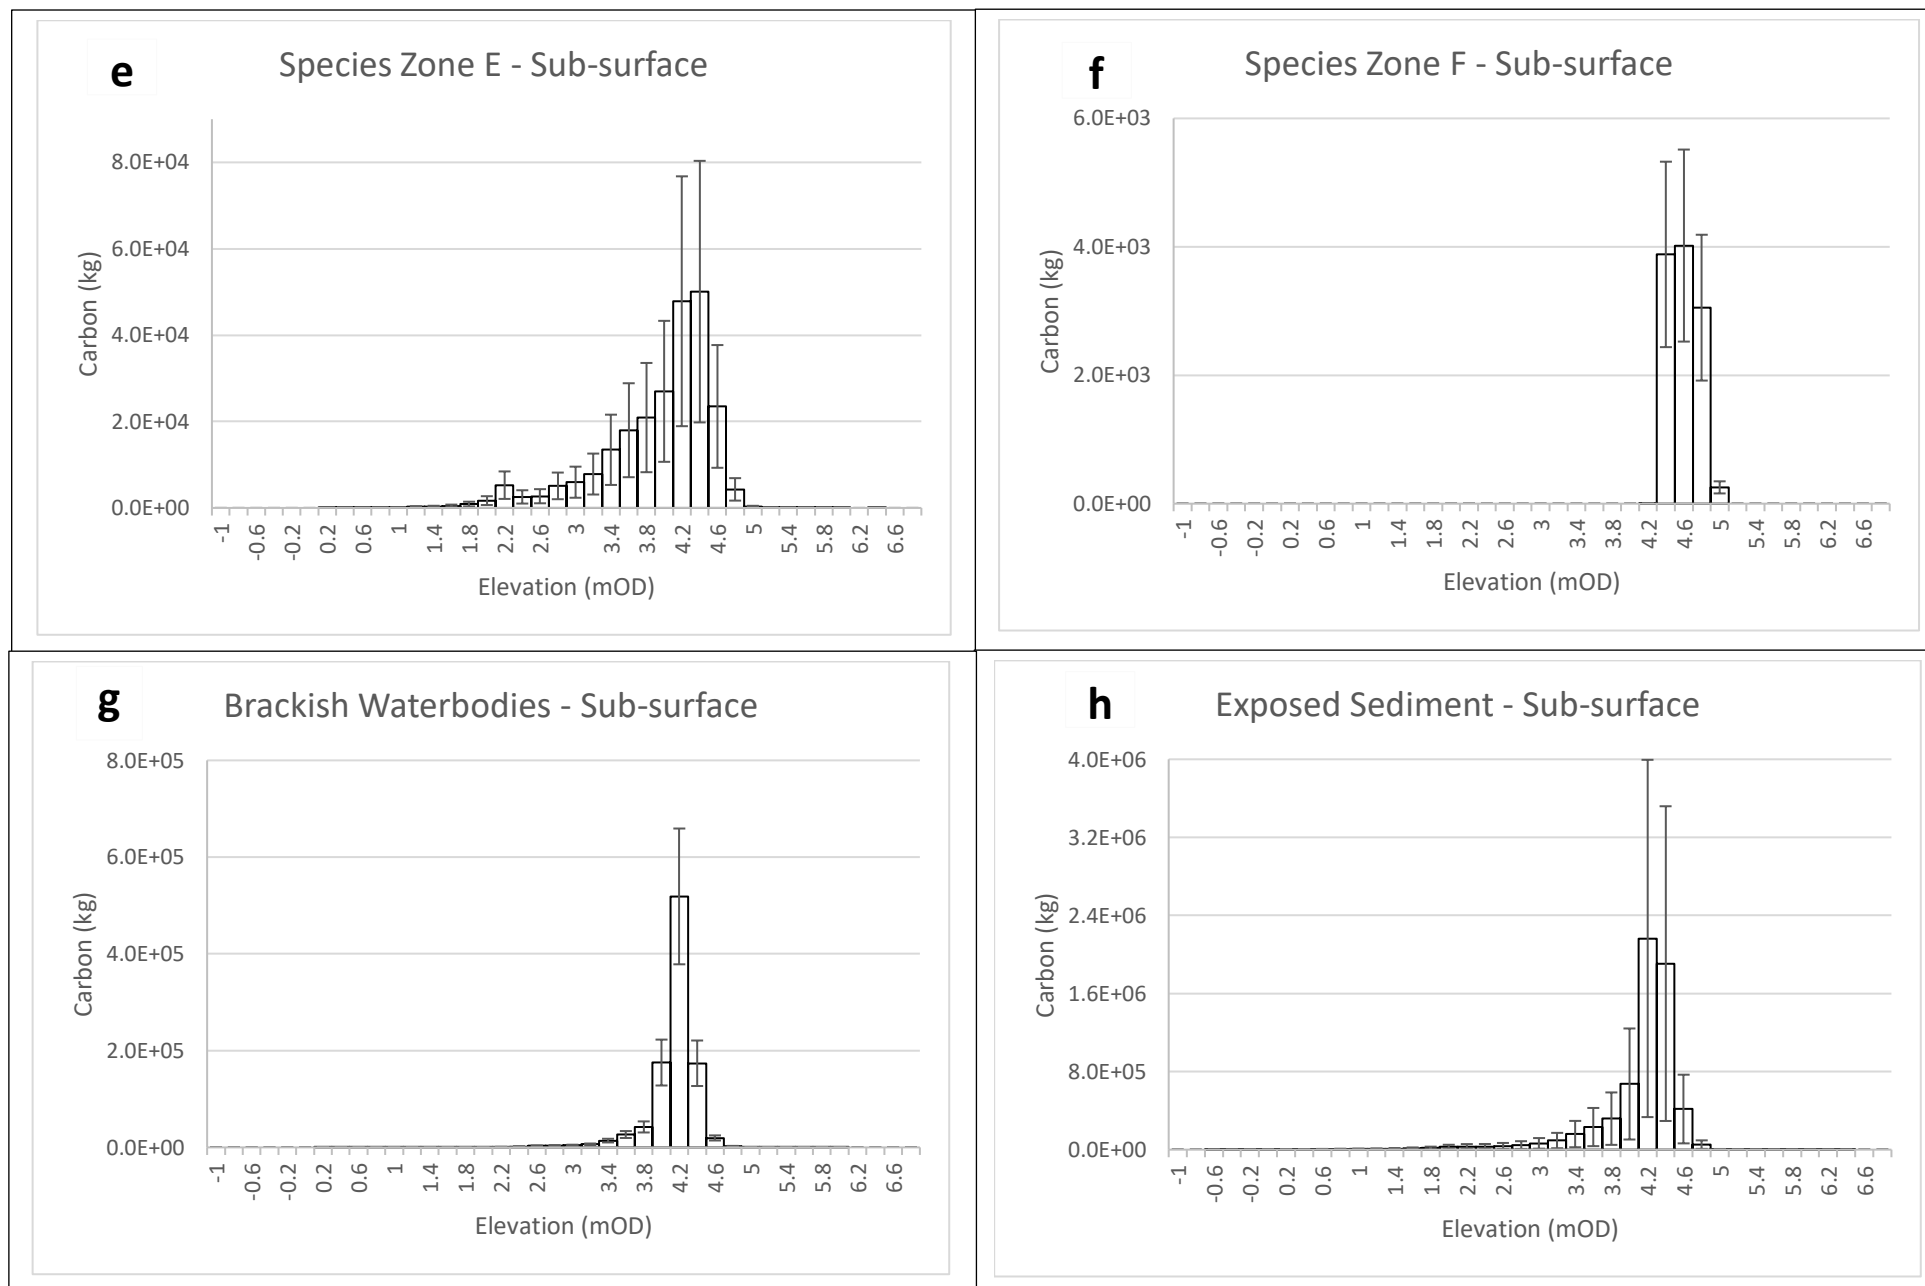 e
Species Zone E - Sub-surface
8.0E+04
6.0E+04
4.0E+04
2.0E+04
0.0E+00
Carbon (kg)
-1 -0.6 -0.2 0.2 0.6 1 1.4 1.8 2.2 2.6 3 3.4 3.8 4.2 4.6 5 5.4 5.8 6.2 6.6
Elevation (mOD)
f
Species Zone F - Sub-surface
6.0E+03
4.0E+03
2.0E+03
0.0E+00
Carbon (kg)
-1 -0.6 -0.2 0.2 0.6 1 1.4 1.8 2.2 2.6 3 3.4 3.8 4.2 4.6 5 5.4 5.8 6.2 6.6
Elevation (mOD)
g
Brackish Waterbodies - Sub-surface
8.0E+05
6.0E+05
4.0E+05
2.0E+05
0.0E+00
Carbon (kg)
-1 -0.6 -0.2 0.2 0.6 1 1.4 1.8 2.2 2.6 3 3.4 3.8 4.2 4.6 5 5.4 5.8 6.2 6.6
Elevation (mOD)
h
Exposed Sediment - Sub-surface
4.0E+06
3.2E+06
2.4E+06
1.6E+06
8.0E+05
0.0E+00
Carbon (kg)
-1 -0.6 -0.2 0.2 0.6 1 1.4 1.8 2.2 2.6 3 3.4 3.8 4.2 4.6 5 5.4 5.8 6.2 6.6
Elevation (mOD)